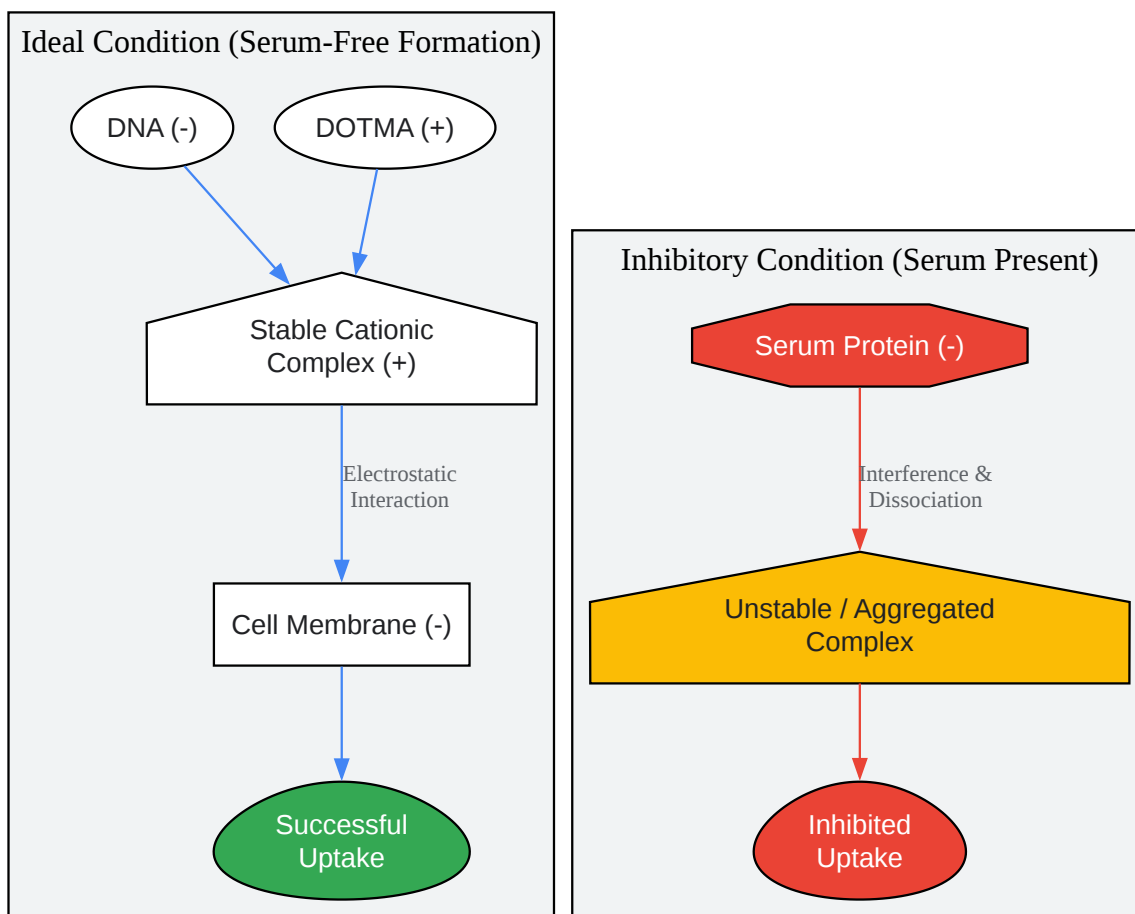 Ideal Condition (Serum-Free Formation)
DNA (-)
DOTMA (+)
Stable Cationic
Complex (+)
Electrostatic
Interaction
Cell Membrane (-)
Successful
Uptake
Inhibitory Condition (Serum Present)
Serum Protein (-)
Interference &
Dissociation
Unstable / Aggregated
Complex
Inhibited
Uptake